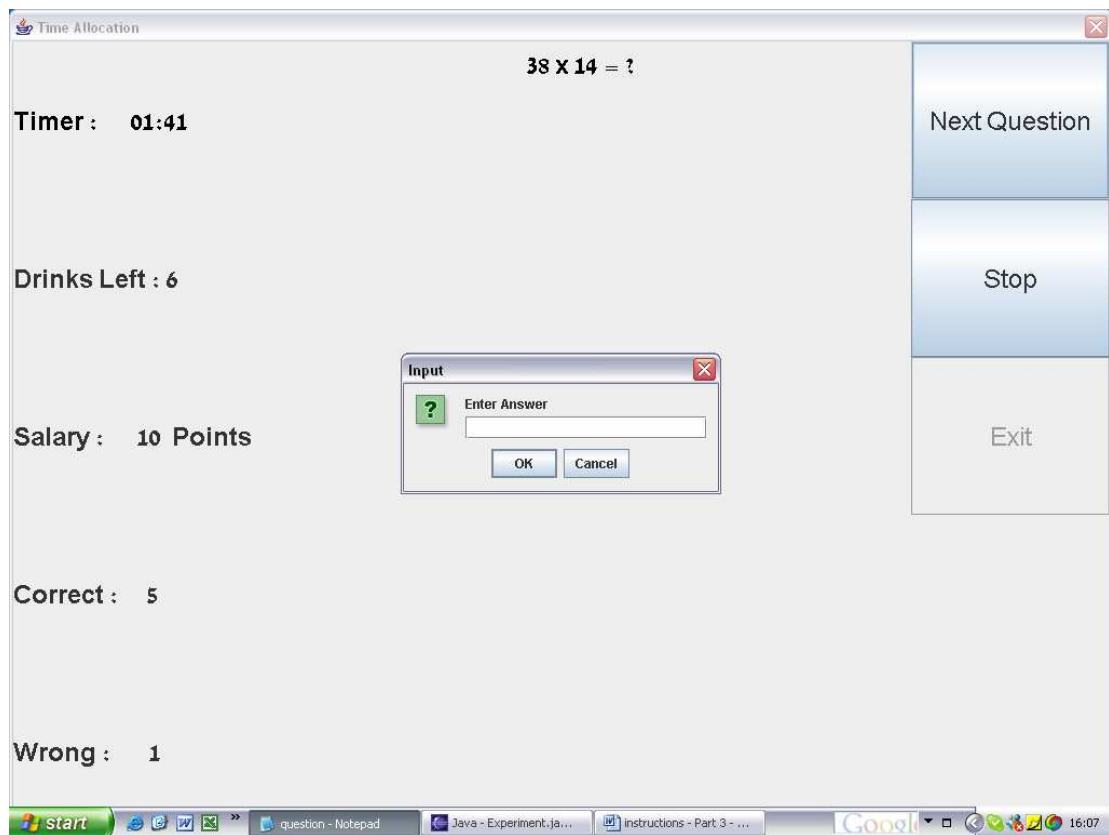 Time Allocation
38 X 14 = ?
Timer : 01:41
Next Question
Drinks Left : 6
Stop
Input
? Enter Answer
Salary : 10 Points
Exit
OK Cancel
Correct : 5
Wrong : 1
start » question - Notepad Java - Experiment.ja... instructions - Part 3 - ... Googl 16:07